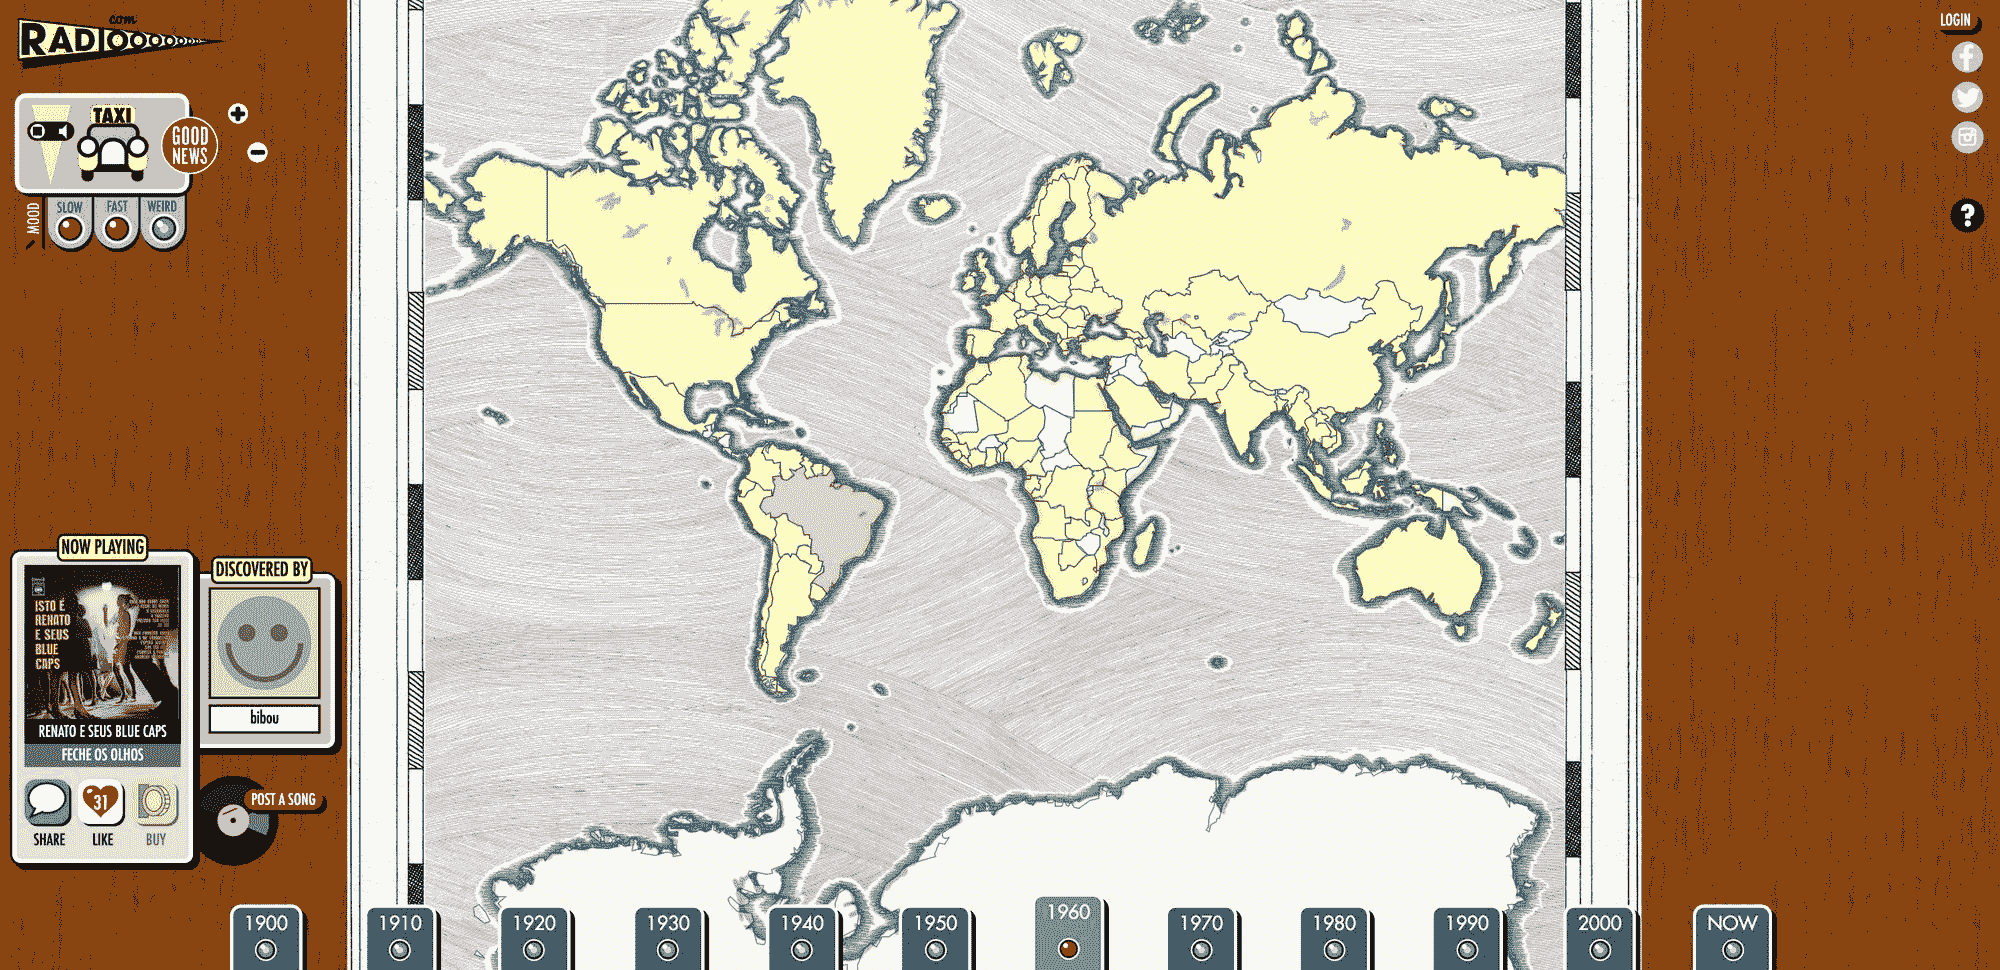 .com
RADIOOOOOOOO
LOGIN
TAXI
GOOD
NEWS
MOOD
SLOW
FAST
WEIRD
?
NOW PLAYING
DISCOVERED BY
ISTO É
RENATO
E SEUS
BLUE
CAPS
bibou
RENATO E SEUS BLUE CAPS
FECHE OS OLHOS
31
POST A SONG
SHARE
LIKE
BUY
1900
1910
1920
1930
1940
1950
1960
1970
1980
1990
2000
NOW